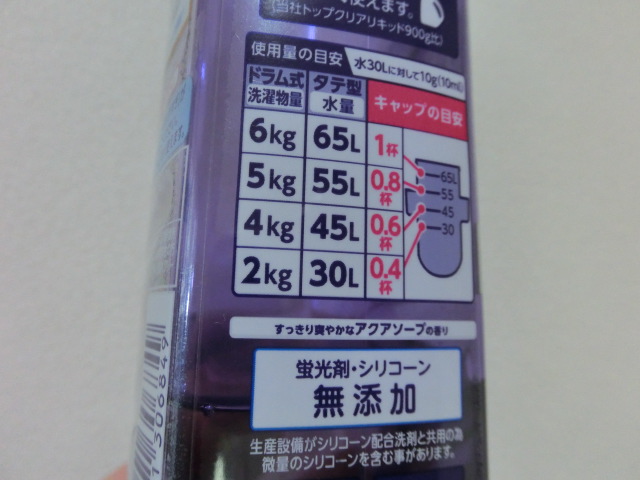 使えます。
(当社トップクリアリキッド900g比)
使用量の目安 水30Lに対して10g(10ml)
ドラム式 洗濯物量 タテ型 水量 キャップの目安
6kg 65L 1杯
5kg 55L 0.8杯
4kg 45L 0.6杯
2kg 30L 0.4杯
65L
55
45
30
すっきり爽やかなアクアソープの香り
蛍光剤・シリコーン
無添加
生産設備がシリコーン配合洗剤と共用の為
微量のシリコーンを含む事があります。
1306849